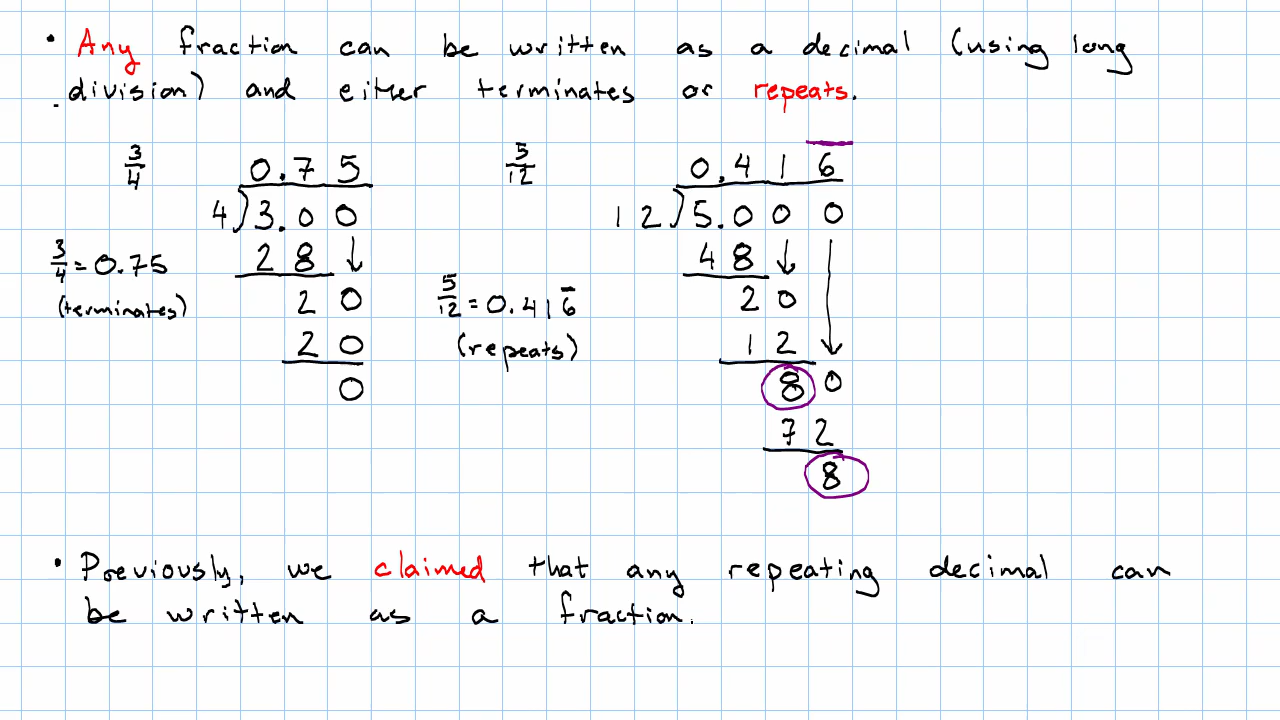 • Any fraction can be written as a decimal (using long
division) and either terminates or repeats.
3/4
0.75
4)3.00
28↓
20
20
0
3/4 = 0.75
(terminates)
5/12
0.416̅
12)5.000
48↓
20
12↓
80
72
8
5/12 = 0.416̅
(repeats)
• Previously, we claimed that any repeating decimal can
be written as a fraction.